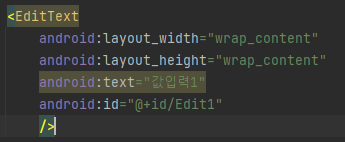 <EditText
android:layout_width="wrap_content"
android:layout_height="wrap_content"
android:text="값입력1"
android:id="@+id/Edit1"
/>